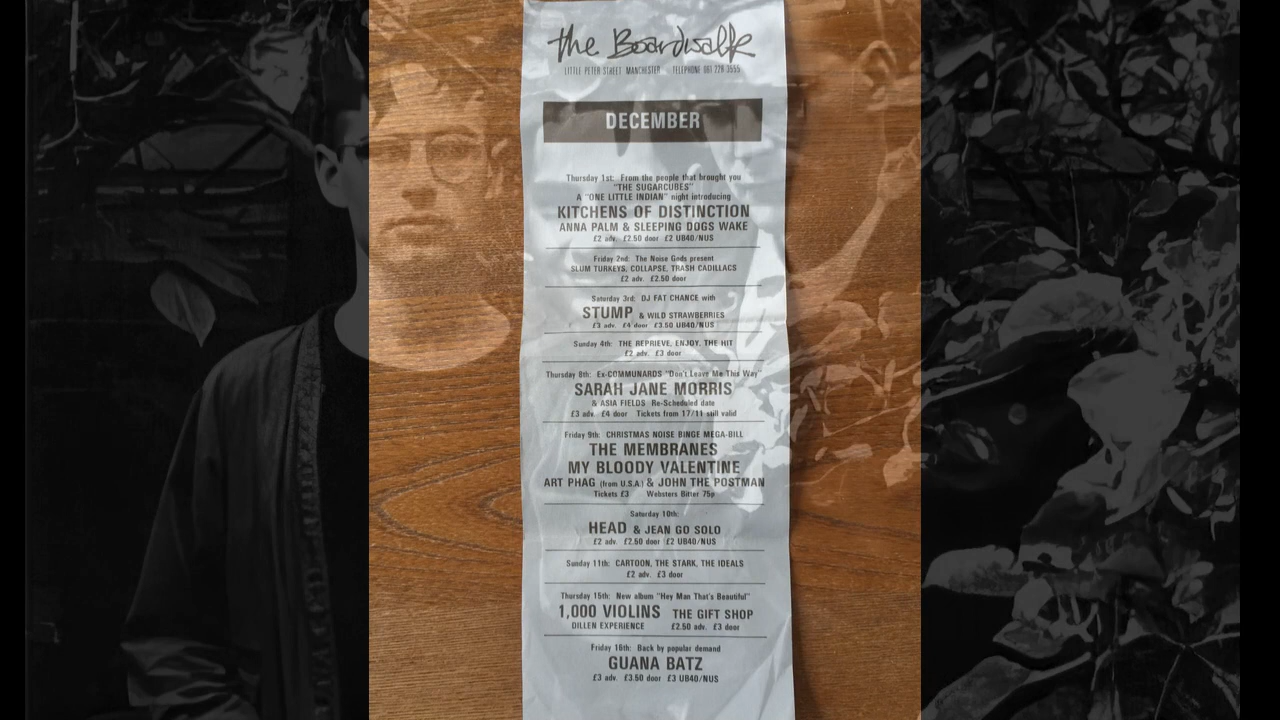 the Boardwalk
LITTLE PETER STREET MANCHESTER TELEPHONE 061 228 3555
DECEMBER
Thursday 1st: From the people that brought you
"THE SUGARCUBES"
A "ONE LITTLE INDIAN" night introducing
KITCHENS OF DISTINCTION
ANNA PALM & SLEEPING DOGS WAKE
£2 adv. £2.50 door £2 UB40/NUS
Friday 2nd: The Noise Gods present
SLUM TURKEYS, COLLAPSE, TRASH CADILLACS
£2 adv. £2.50 door
Saturday 3rd: DJ FAT CHANCE with
STUMP & WILD STRAWBERRIES
£3 adv. £4 door £3.50 UB40/NUS
Sunday 4th: THE REPRIEVE, ENJOY, THE HIT
£2 adv. £3 door
Thursday 8th: Ex-COMMUNARDS "Don't Leave Me This Way"
SARAH JANE MORRIS
& ASIA FIELDS Re-Scheduled date
£3 adv. £4 door Tickets from 17/11 still valid
Friday 9th: CHRISTMAS NOISE BINGE MEGA-BILL
THE MEMBRANES
MY BLOODY VALENTINE
ART PHAG (from U.S.A) & JOHN THE POSTMAN
Tickets £3 Websters Bitter 75p
Saturday 10th:
HEAD & JEAN GO SOLO
£2 adv. £2.50 door £2 UB40/NUS
Sunday 11th: CARTOON, THE STARK, THE IDEALS
£2 adv. £3 door
Thursday 15th: New album "Hey Man That's Beautiful"
1,000 VIOLINS THE GIFT SHOP
DILLEN EXPERIENCE £2.50 adv. £3 door
Friday 16th: Back by popular demand
GUANA BATZ
£3 adv. £3.50 door £3 UB40/NUS